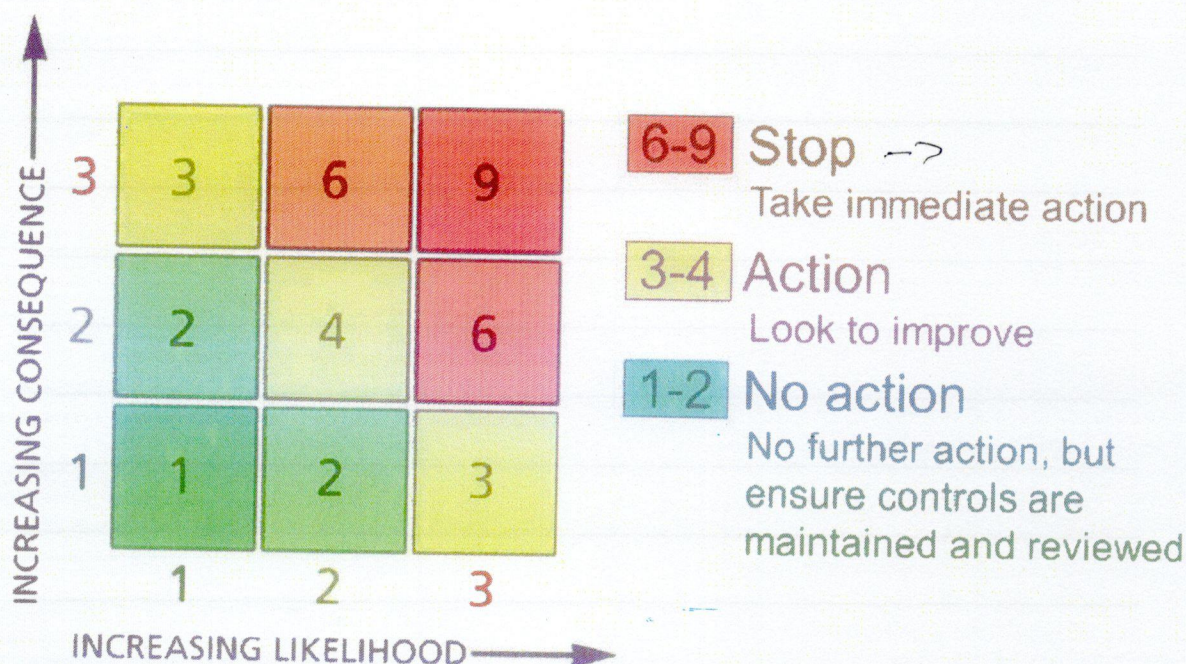 INCREASING CONSEQUENCE
3 3 6 9
2 2 4 6
1 1 2 3
1 2 3
INCREASING LIKELIHOOD
6-9 Stop
Take immediate action
3-4 Action
Look to improve
1-2 No action
No further action, but
ensure controls are
maintained and reviewed